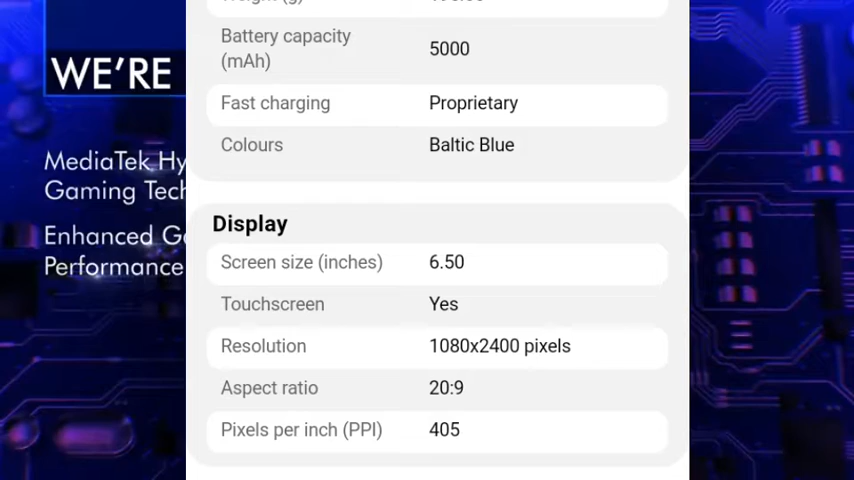 WE'RE
MediaTek Hy
Gaming Tech
Enhanced Ga
Performance
Battery capacity
(mAh)
5000
Fast charging Proprietary
Colours Baltic Blue
Display
Screen size (inches) 6.50
Touchscreen Yes
Resolution 1080x2400 pixels
Aspect ratio 20:9
Pixels per inch (PPI) 405